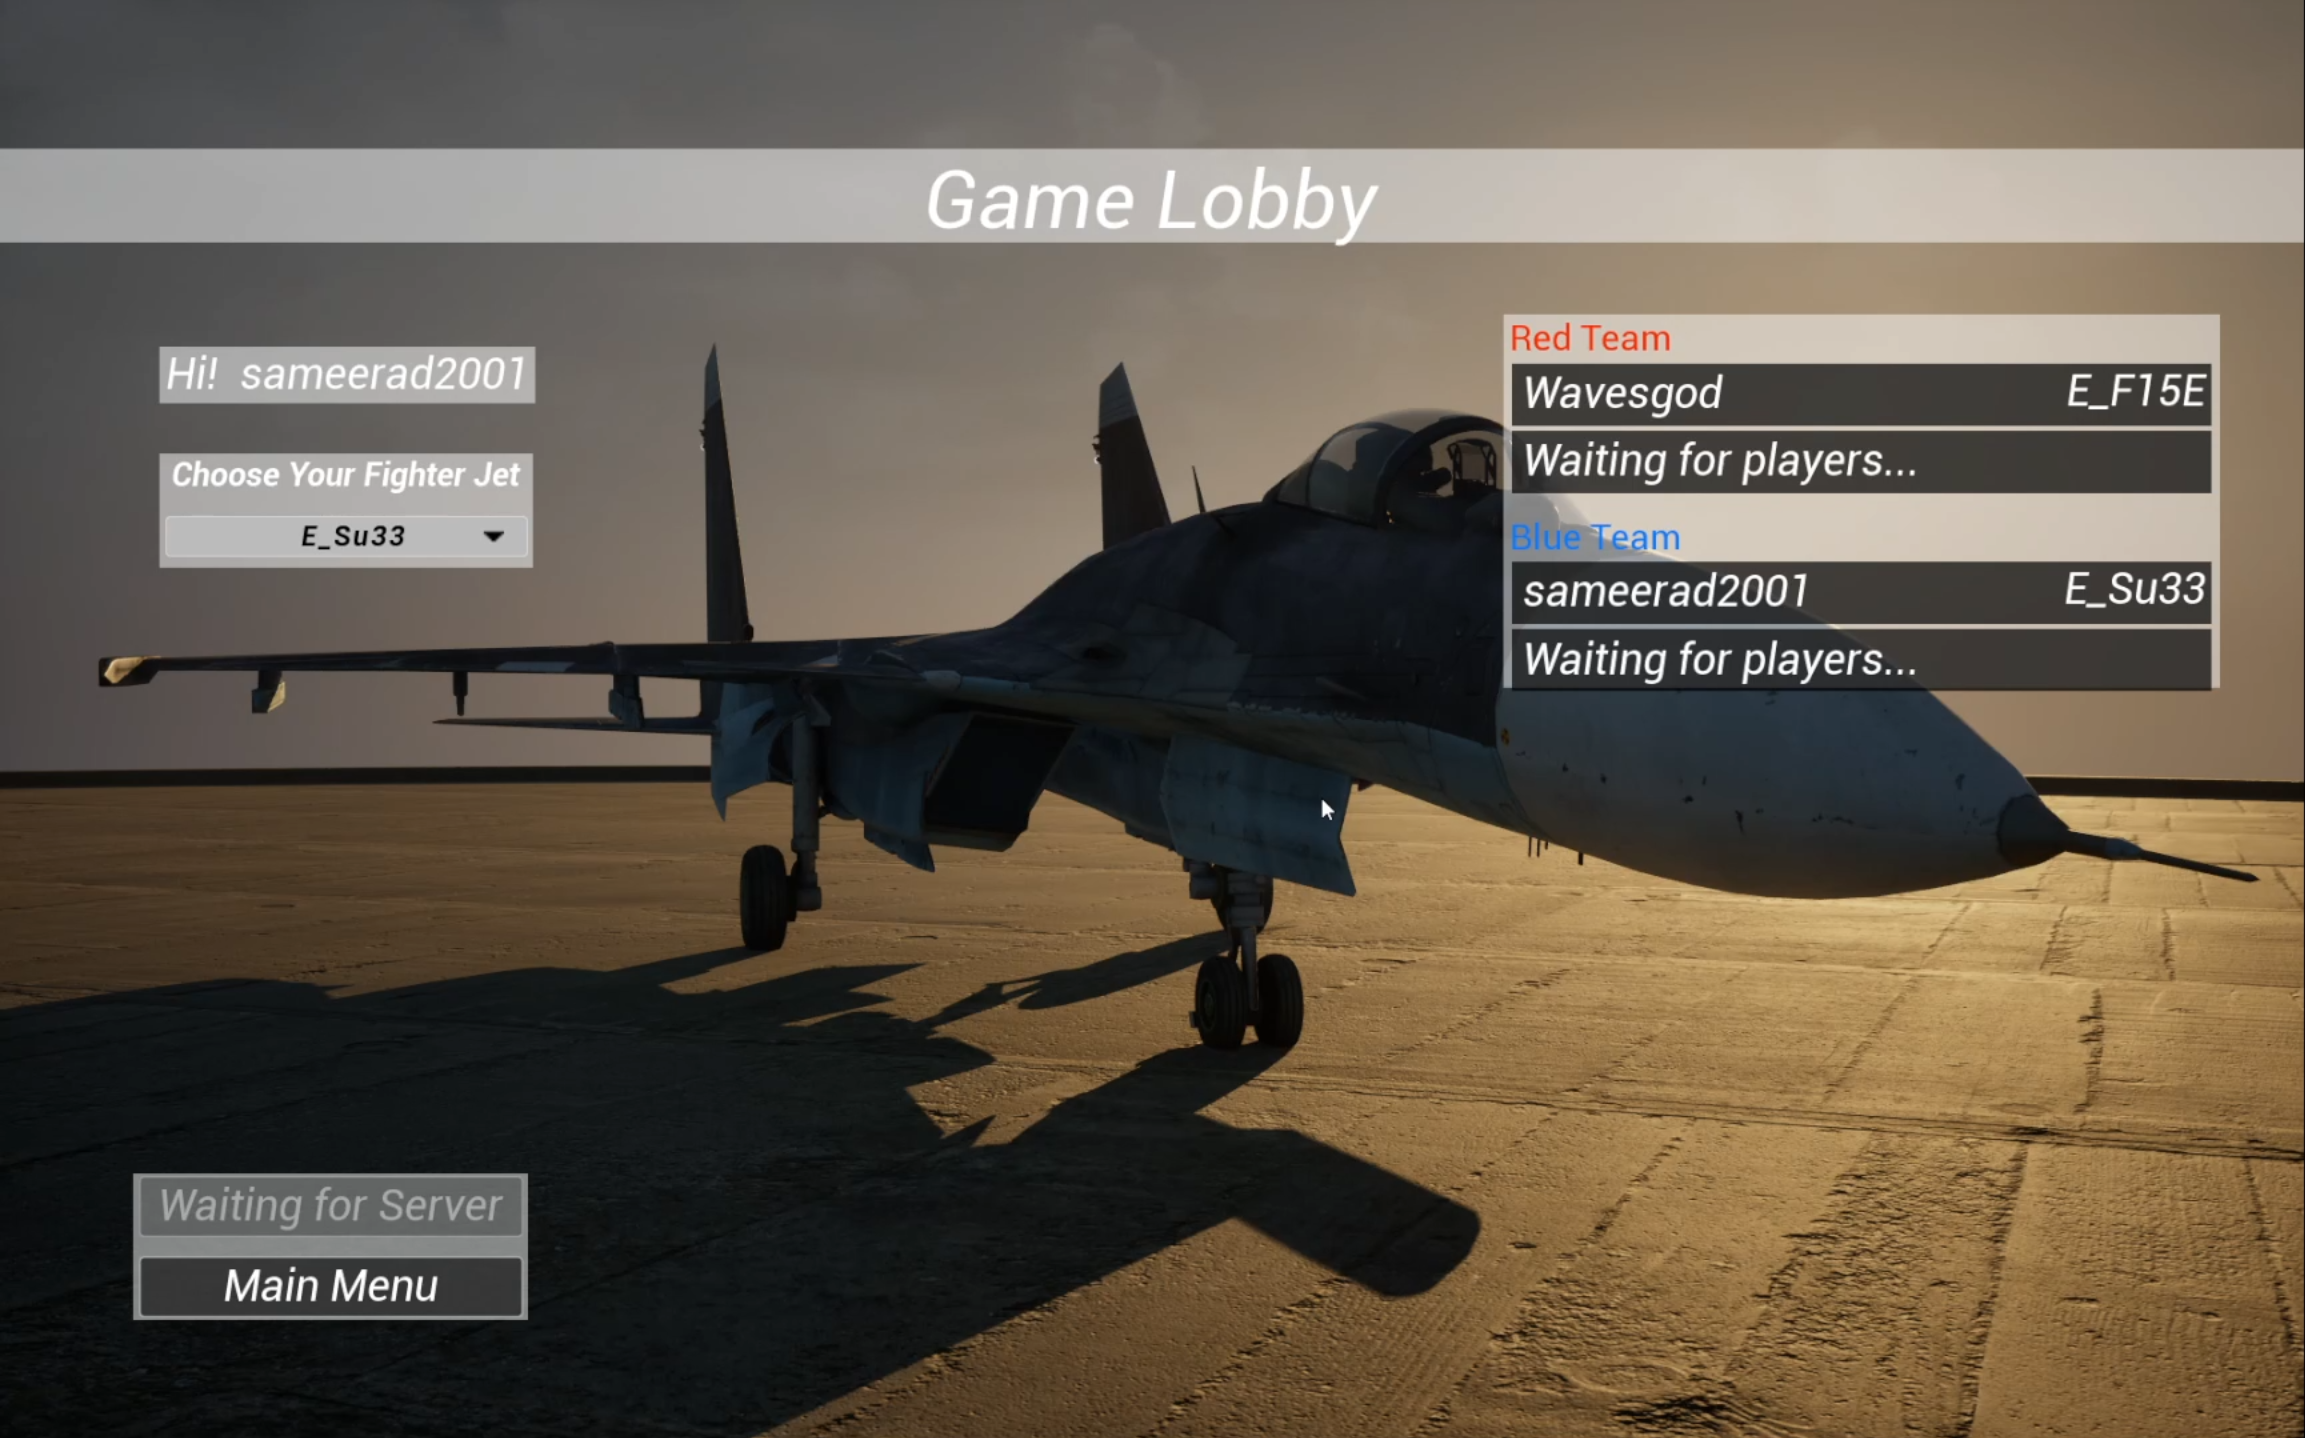 Game Lobby
Hi! sameerad2001
Choose Your Fighter Jet
E_Su33
Red Team
Wavesgod E_F15E
Waiting for players...
Blue Team
sameerad2001 E_Su33
Waiting for players...
Waiting for Server
Main Menu